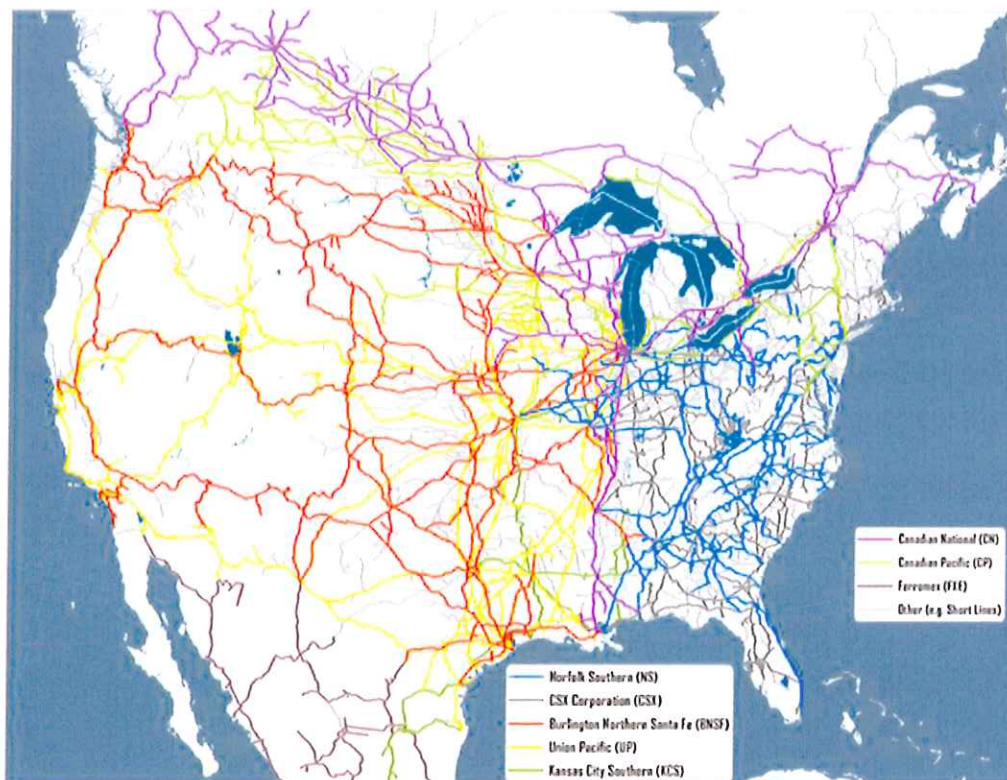 Canadian National (CN)
Canadian Pacific (CP)
Ferromex (FXE)
Other (e.g. Short Lines)
Norfolk Southern (NS)
CSX Corporation (CSX)
Burlington Northern Santa Fe (BNSF)
Union Pacific (UP)
Kansas City Southern (KCS)